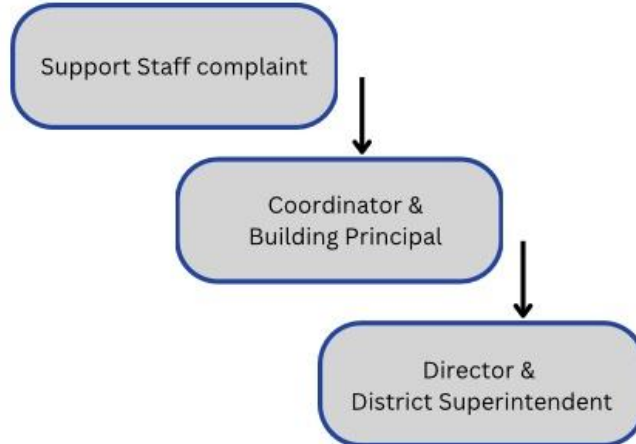 Support Staff complaint
Coordinator &
Building Principal
Director &
District Superintendent